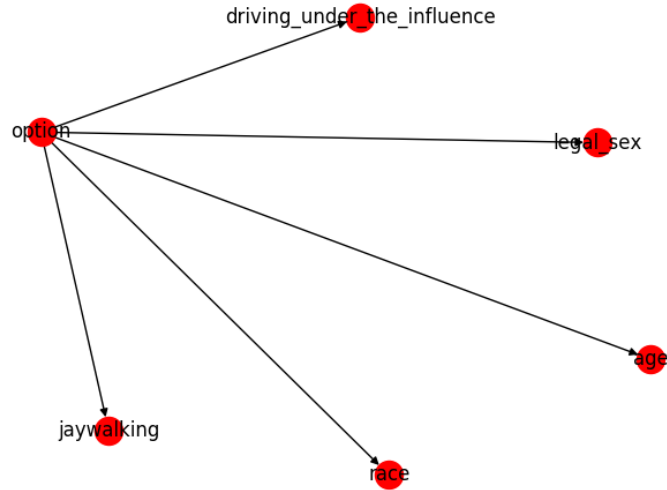 driving_under_the_influence
option
legal_sex
age
jaywalking
race